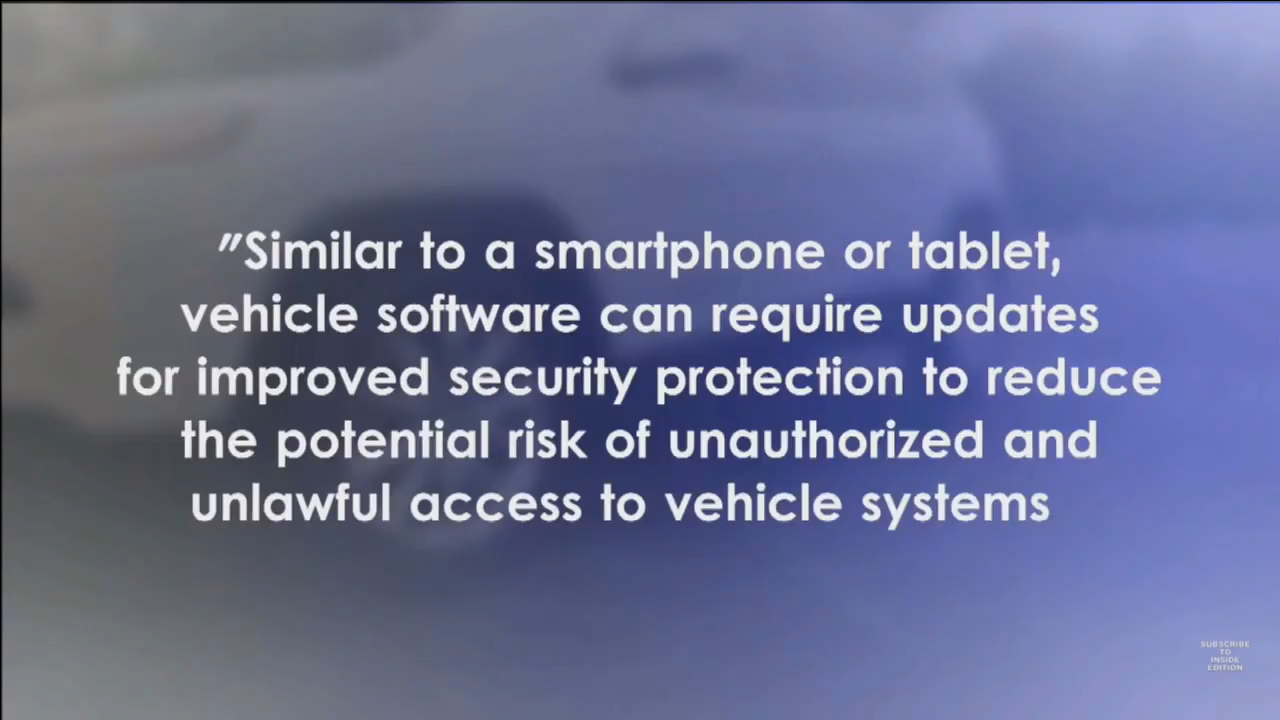 "Similar to a smartphone or tablet,
vehicle software can require updates
for improved security protection to reduce
the potential risk of unauthorized and
unlawful access to vehicle systems
SUBSCRIBE
TO
INSIDE
EDITION